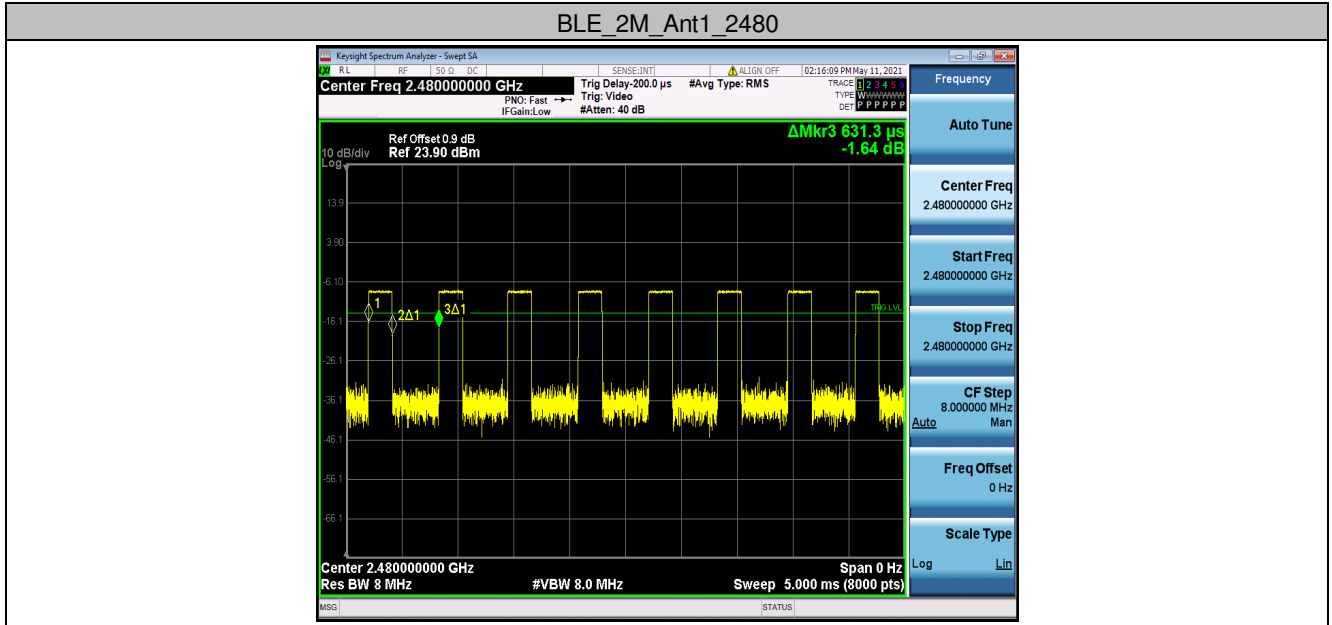 BLE_2M_Ant1_2480
Keysight Spectrum Analyzer - Swept SA
RL RF 50 Ω DC SENSE:INT ALIGN OFF 02:16:09 PM May 11, 2021
Center Freq 2.480000000 GHz
PNO: Fast
IFGain:Low
Trig Delay-200.0 µs
Trig: Video
#Atten: 40 dB
#Avg Type: RMS
TRACE 1 2 3 4 5 6
TYPE WWWWWW
DET P P P P P P
Frequency
ΔMkr3 631.3 µs
-1.64 dB
Ref Offset 0.9 dB
10 dB/div Ref 23.90 dBm
Log
13.9
3.90
-6.10
-16.1
-26.1
-36.1
-46.1
-56.1
-66.1
1
2Δ1
3Δ1
TRIG LVL
Center 2.480000000 GHz Span 0 Hz
Res BW 8 MHz #VBW 8.0 MHz Sweep 5.000 ms (8000 pts)
Auto Tune
Center Freq
2.480000000 GHz
Start Freq
2.480000000 GHz
Stop Freq
2.480000000 GHz
CF Step
8.000000 MHz
Auto Man
Freq Offset
0 Hz
Scale Type
Log Lin
MSG STATUS